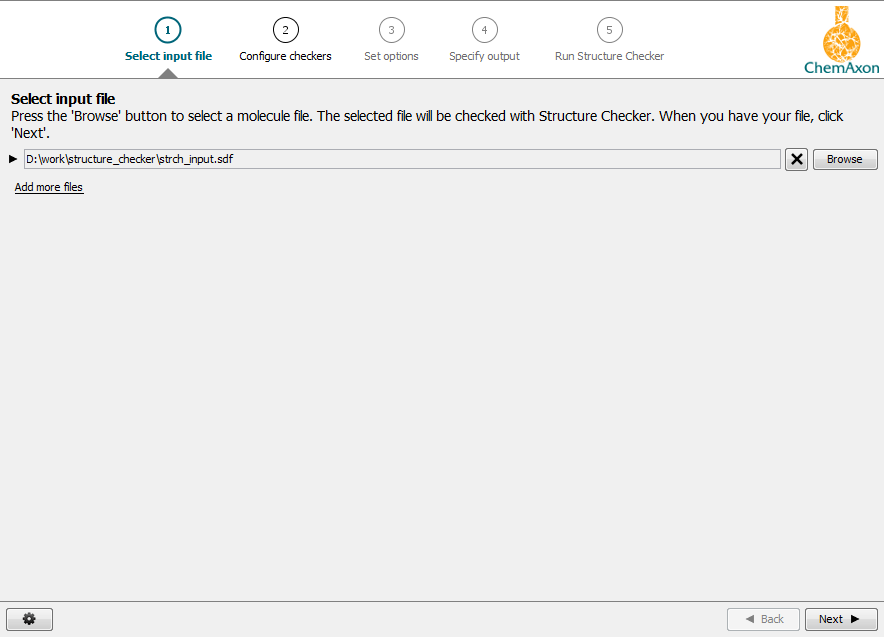 1 2 3 4 5
Select input file Configure checkers Set options Specify output Run Structure Checker
ChemAxon
Select input file
Press the 'Browse' button to select a molecule file. The selected file will be checked with Structure Checker. When you have your file, click
'Next'.
D:\work\structure_checker\strch_input.sdf Browse
Add more files
Back Next